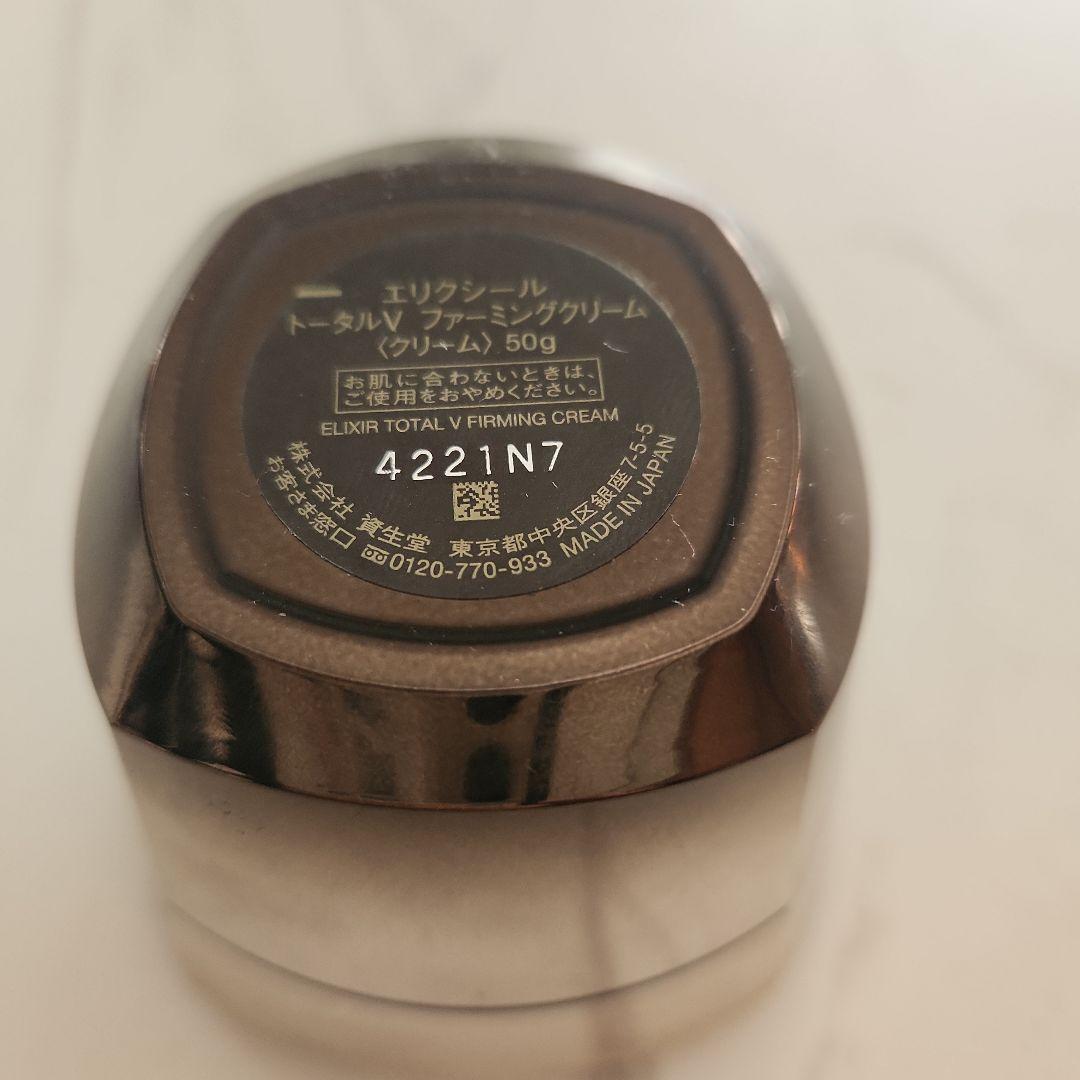 エリクシール
トータルV ファーミングクリーム
〈クリーム〉50g
お肌に合わないときは、
ご使用をおやめください。
ELIXIR TOTAL V FIRMING CREAM
4221N7
株式会社 資生堂 東京都中央区銀座7-5-5
お客さま窓口 0120-770-933 MADE IN JAPAN